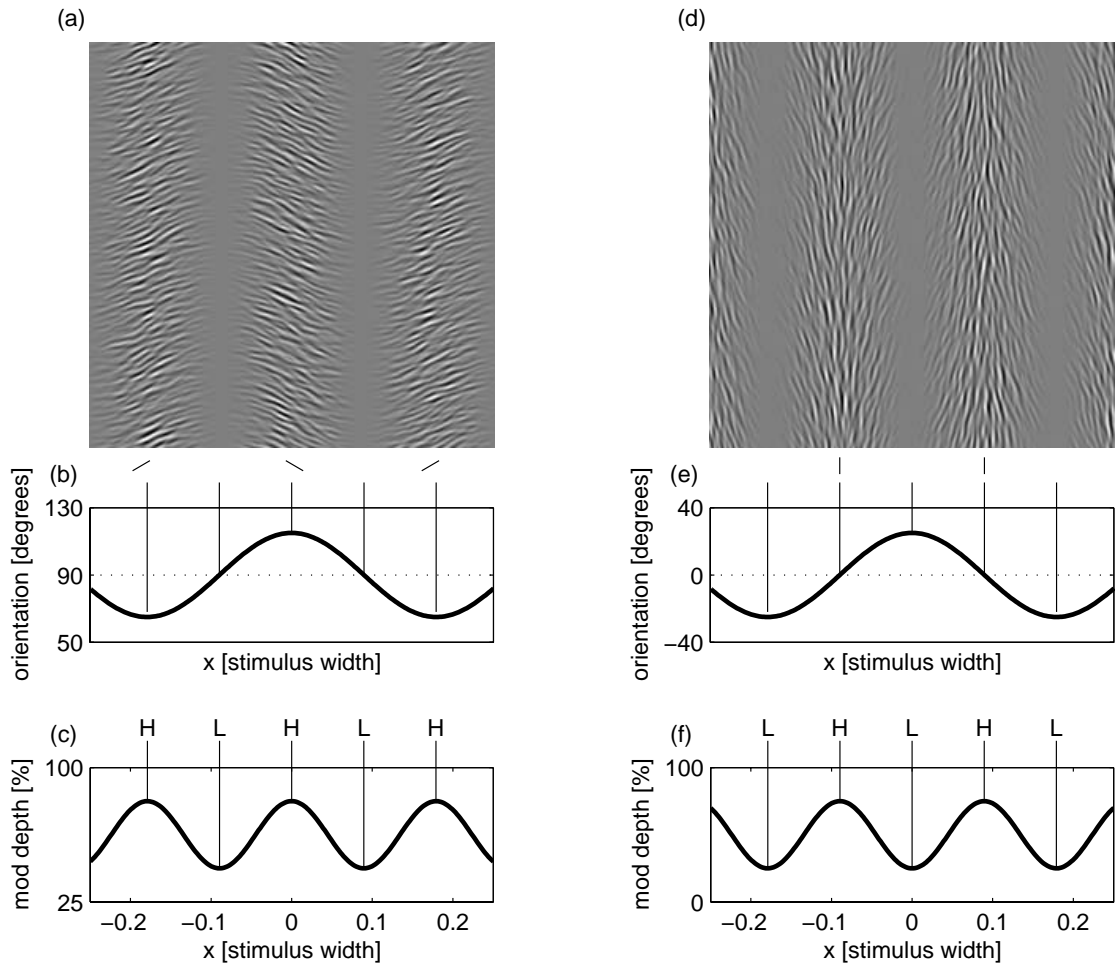 (a)
(b)
130
90
50
orientation [degrees]
x [stimulus width]
(c)
H L H L H
100
25
mod depth [%]
−0.2 −0.1 0 0.1 0.2
x [stimulus width]
(d)
(e)
40
0
−40
orientation [degrees]
x [stimulus width]
(f)
L H L H L
100
0
mod depth [%]
−0.2 −0.1 0 0.1 0.2
x [stimulus width]